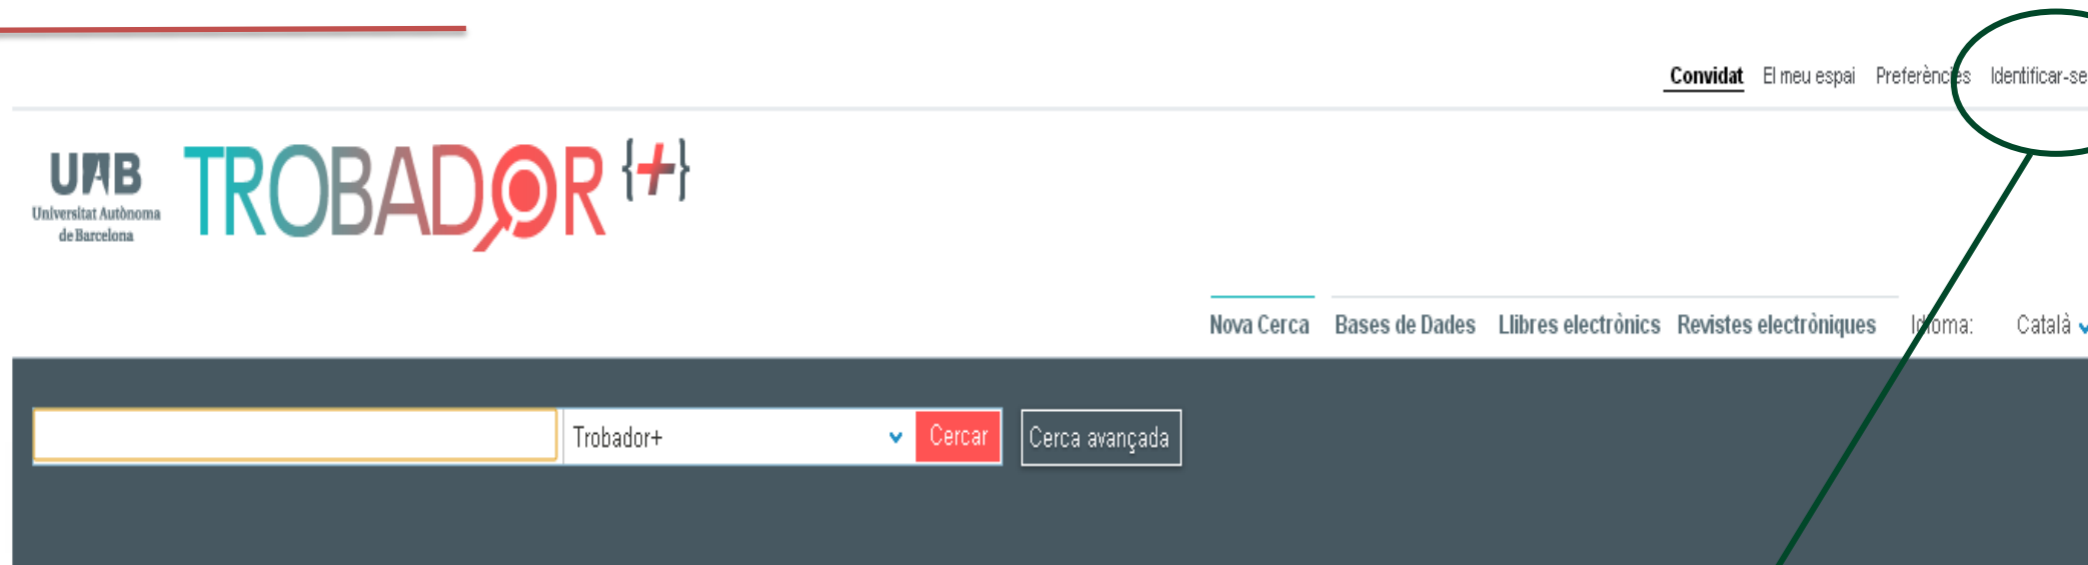 Convidat El meu espai Preferències Identificar-se
UAB
Universitat Autònoma
de Barcelona
TROBADOR {+}
Nova Cerca Bases de Dades Llibres electrònics Revistes electròniques Idioma: Català
Trobador+ Cercar Cerca avançada